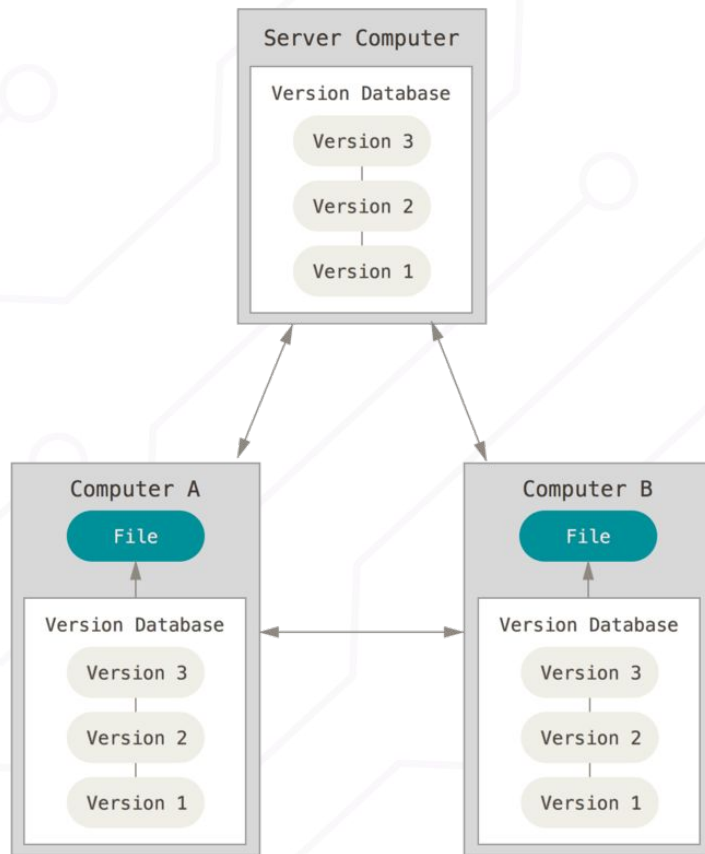 Server Computer
Version Database
Version 3
Version 2
Version 1
Computer A
File
Version Database
Version 3
Version 2
Version 1
Computer B
File
Version Database
Version 3
Version 2
Version 1